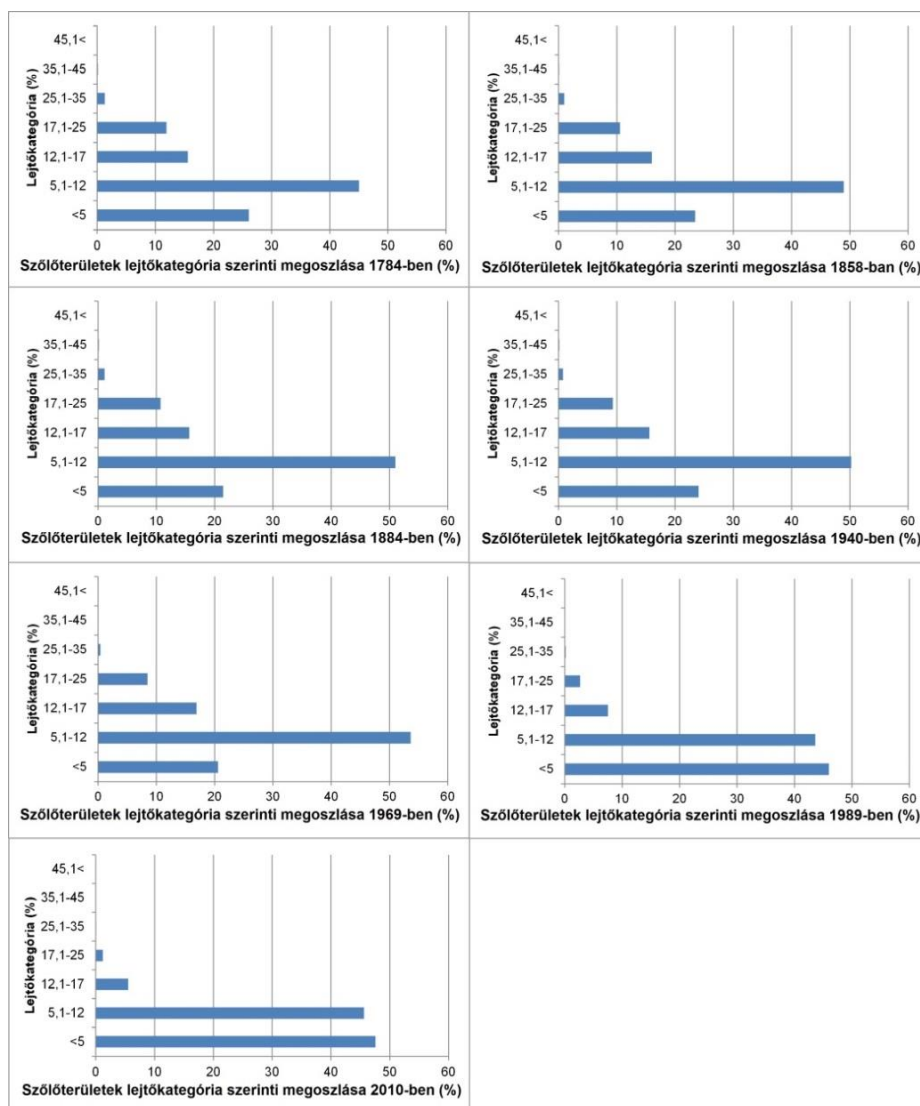 Lejtőkategória (%)
45,1<
35,1-45
25,1-35
17,1-25
12,1-17
5,1-12
<5
0 10 20 30 40 50 60
Szőlőterületek lejtőkategória szerinti megoszlása 1784-ben (%)
Lejtőkategória (%)
45,1<
35,1-45
25,1-35
17,1-25
12,1-17
5,1-12
<5
0 10 20 30 40 50 60
Szőlőterületek lejtőkategória szerinti megoszlása 1858-ban (%)
Lejtőkategória (%)
45,1<
35,1-45
25,1-35
17,1-25
12,1-17
5,1-12
<5
0 10 20 30 40 50 60
Szőlőterületek lejtőkategória szerinti megoszlása 1884-ben (%)
Lejtőkategória (%)
45,1<
35,1-45
25,1-35
17,1-25
12,1-17
5,1-12
<5
0 10 20 30 40 50 60
Szőlőterületek lejtőkategória szerinti megoszlása 1940-ben (%)
Lejtőkategória (%)
45,1<
35,1-45
25,1-35
17,1-25
12,1-17
5,1-12
<5
0 10 20 30 40 50 60
Szőlőterületek lejtőkategória szerinti megoszlása 1969-ben (%)
Lejtőkategória (%)
45,1<
35,1-45
25,1-35
17,1-25
12,1-17
5,1-12
<5
0 10 20 30 40 50 60
Szőlőterületek lejtőkategória szerinti megoszlása 1989-ben (%)
Lejtőkategória (%)
45,1<
35,1-45
25,1-35
17,1-25
12,1-17
5,1-12
<5
0 10 20 30 40 50 60
Szőlőterületek lejtőkategória szerinti megoszlása 2010-ben (%)